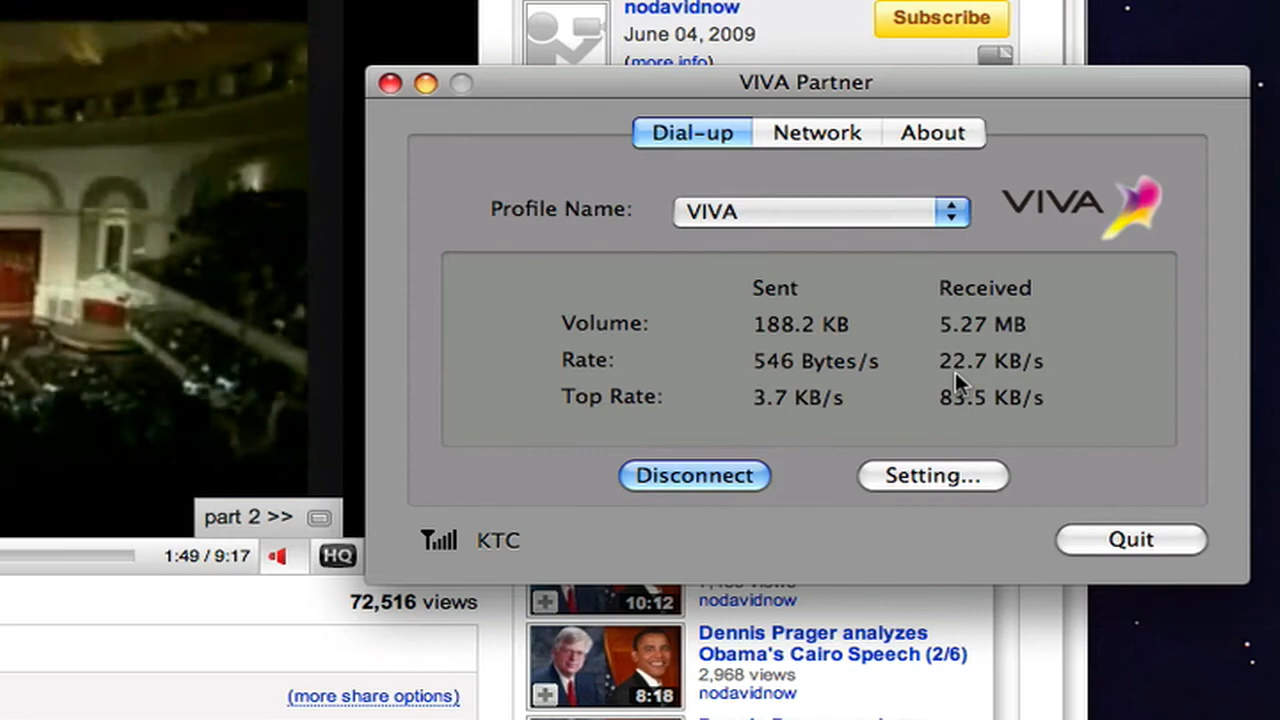 nodavidnow
June 04, 2009
(more info)
Subscribe
VIVA Partner
Dial-up
Network
About
Profile Name:
VIVA
VIVA
Sent
Received
Volume:
188.2 KB
5.27 MB
Rate:
546 Bytes/s
22.7 KB/s
Top Rate:
3.7 KB/s
83.5 KB/s
Disconnect
Setting...
KTC
Quit
part 2 >>
1:49 / 9:17
HQ
72,516 views
(more share options)
10:12
nodavidnow
Dennis Prager analyzes
Obama's Cairo Speech (2/6)
2,968 views
nodavidnow
8:18